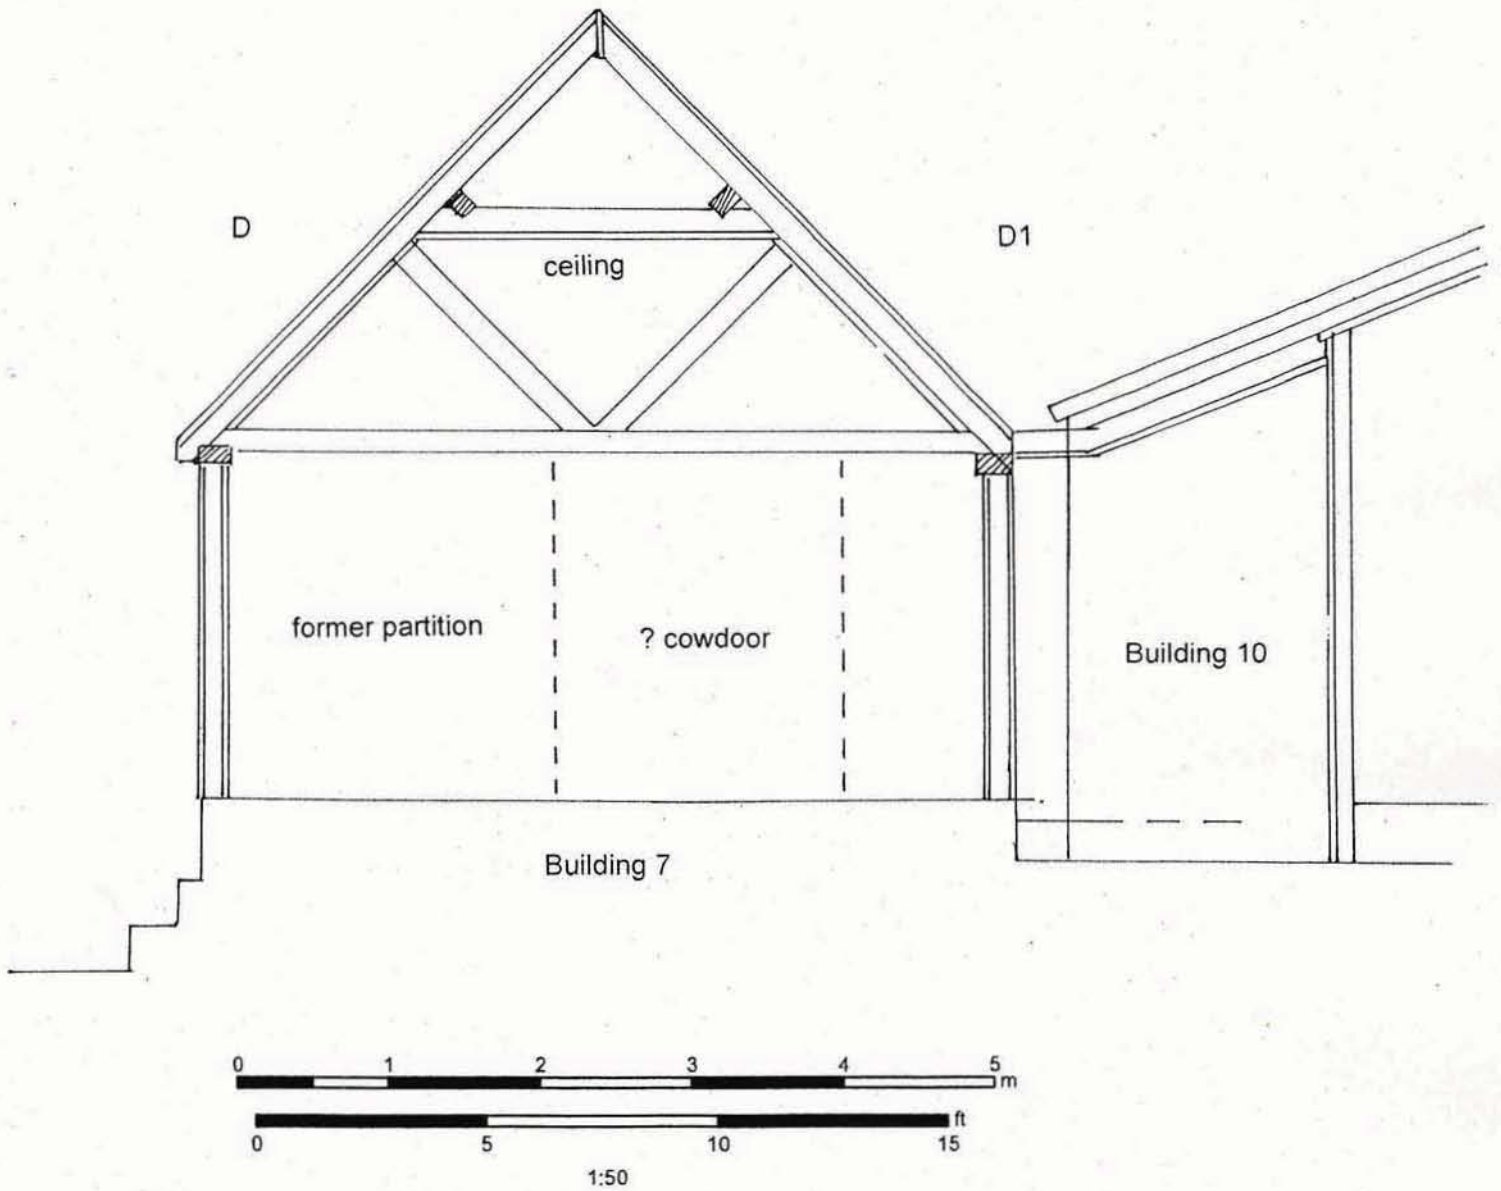 D
D1
ceiling
former partition
? cowdoor
Building 10
Building 7
0 1 2 3 4 5 m
ft
0 5 10 15
1:50